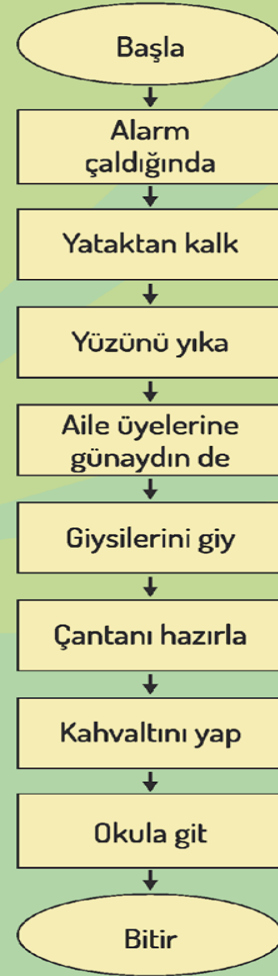 Başla
Alarm
çaldığında
Yataktan kalk
Yüzünü yıka
Aile üyelerine
günaydın de
Giysilerini giy
Çantanı hazırla
Kahvaltını yap
Okula git
Bitir